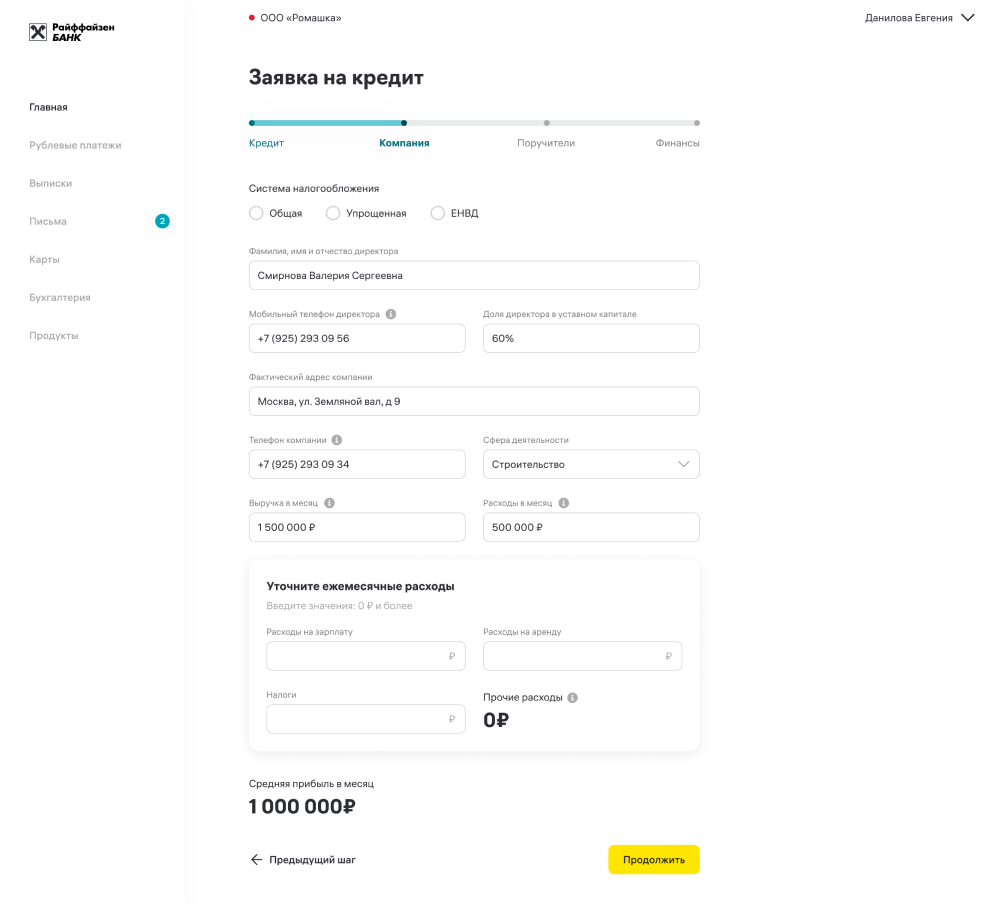 Райффайзен
БАНК
ООО «Ромашка»
Данилова Евгения
Главная
Рублевые платежи
Выписки
Письма 2
Карты
Бухгалтерия
Продукты
Заявка на кредит
Кредит Компания Поручители Финансы
Система налогообложения
Общая Упрощенная ЕНВД
Фамилия, имя и отчество директора
Смирнова Валерия Сергеевна
Мобильный телефон директора i Доля директора в уставном капитале
+7 (925) 293 09 56 60%
Фактический адрес компании
Москва, ул. Земляной вал, д 9
Телефон компании i Сфера деятельности
+7 (925) 293 09 34 Строительство
Выручка в месяц i Расходы в месяц i
1 500 000 ₽ 500 000 ₽
Уточните ежемесячные расходы
Введите значения: 0 ₽ и более
Расходы на зарплату Расходы на аренду
₽ ₽
Налоги Прочие расходы i
₽ 0₽
Средняя прибыль в месяц
1 000 000₽
Предыдущий шаг Продолжить